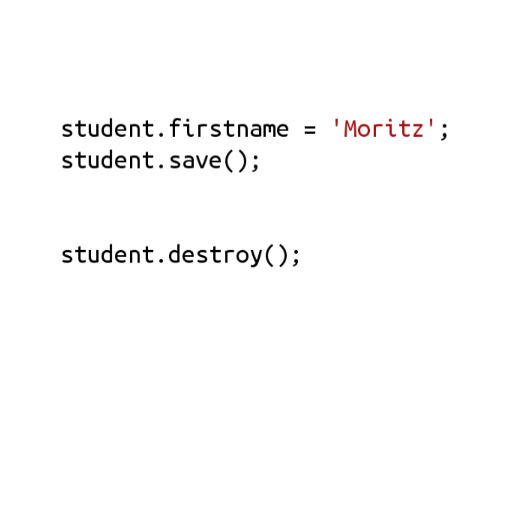 student.firstname = 'Moritz';
student.save();
student.destroy();